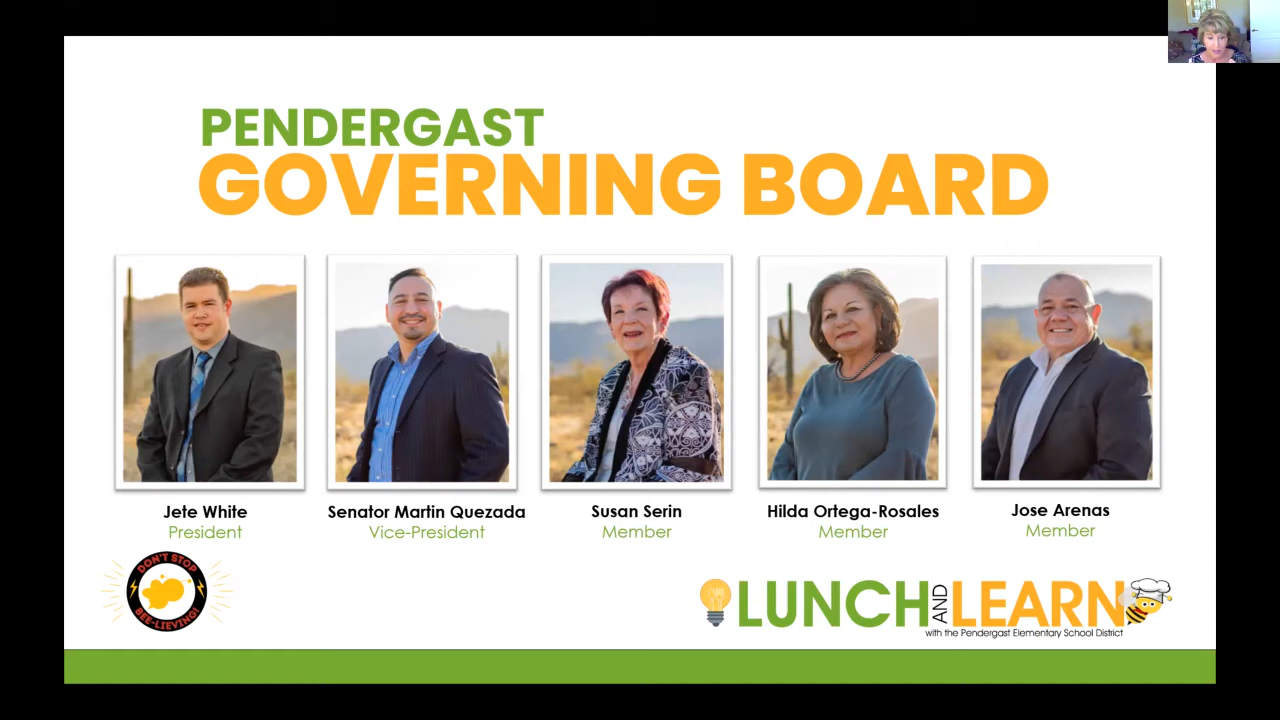 PENDERGAST
GOVERNING BOARD
Jete White
President
Senator Martin Quezada
Vice-President
Susan Serin
Member
Hilda Ortega-Rosales
Member
Jose Arenas
Member
DON'T STOP
BEE-LIEVING!
LUNCH AND LEARN
with the Pendergast Elementary School District